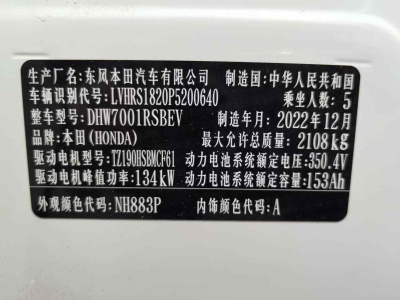 生产厂名:东风本田汽车有限公司 制造国:中华人民共和国
车辆识别代号:LVHRS1820P5200640 乘坐人数:5
整车型号:DHW7001RSBEV 制造年月:2022年12月
品牌:本田(HONDA) 最大允许总质量:2108kg
驱动电机型号:TZ190HSBMCF61 动力电池系统额定电压:350.4V
驱动电机峰值功率:134kW 动力电池系统额定容量:153Ah
外观颜色代码:NH883P 内饰颜色代码:A